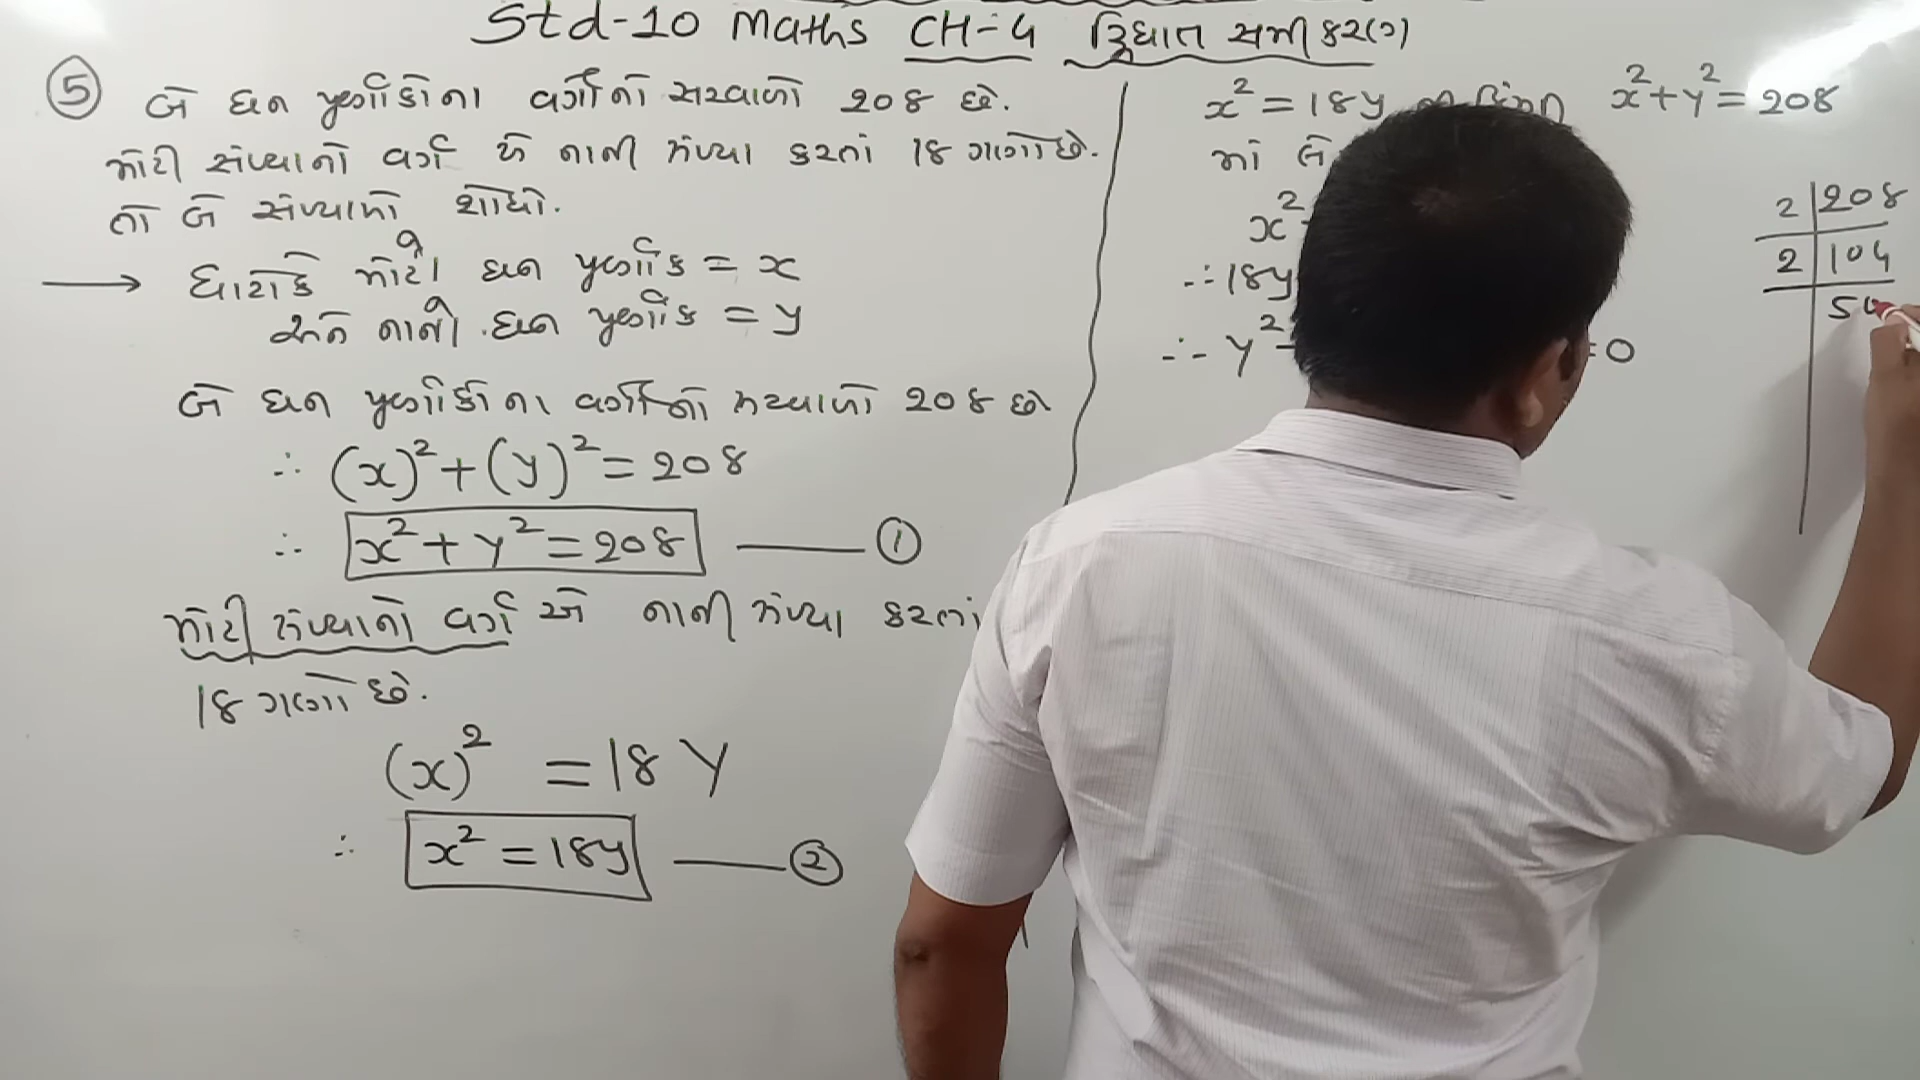 Std-10 Maths CH-4 દ્વિઘાત સમીકરણ
⑤ બે ધન પૂર્ણાંકોના વર્ગોનો સરવાળો 208 છે.
મોટી સંખ્યાનો વર્ગ એ નાની સંખ્યા કરતાં 18 ગણો છે.
તો બે સંખ્યાઓ શોધો.
→ ધારોકે મોટો ધન પૂર્ણાંક = x
અને નાનો ધન પૂર્ણાંક = y
બે ધન પૂર્ણાંકોના વર્ગોનો સરવાળો 208 છે
∴ (x)² + (y)² = 208
∴ x² + y² = 208 —— ①
મોટી સંખ્યાનો વર્ગ એ નાની સંખ્યા કરતાં
18 ગણો છે.
(x)² = 18 Y
∴ x² = 18y —— ②
x² = 18y x² + y² = 208
માં
x²
∴ 18y
∴ y² = 0
2 | 208
2 | 104